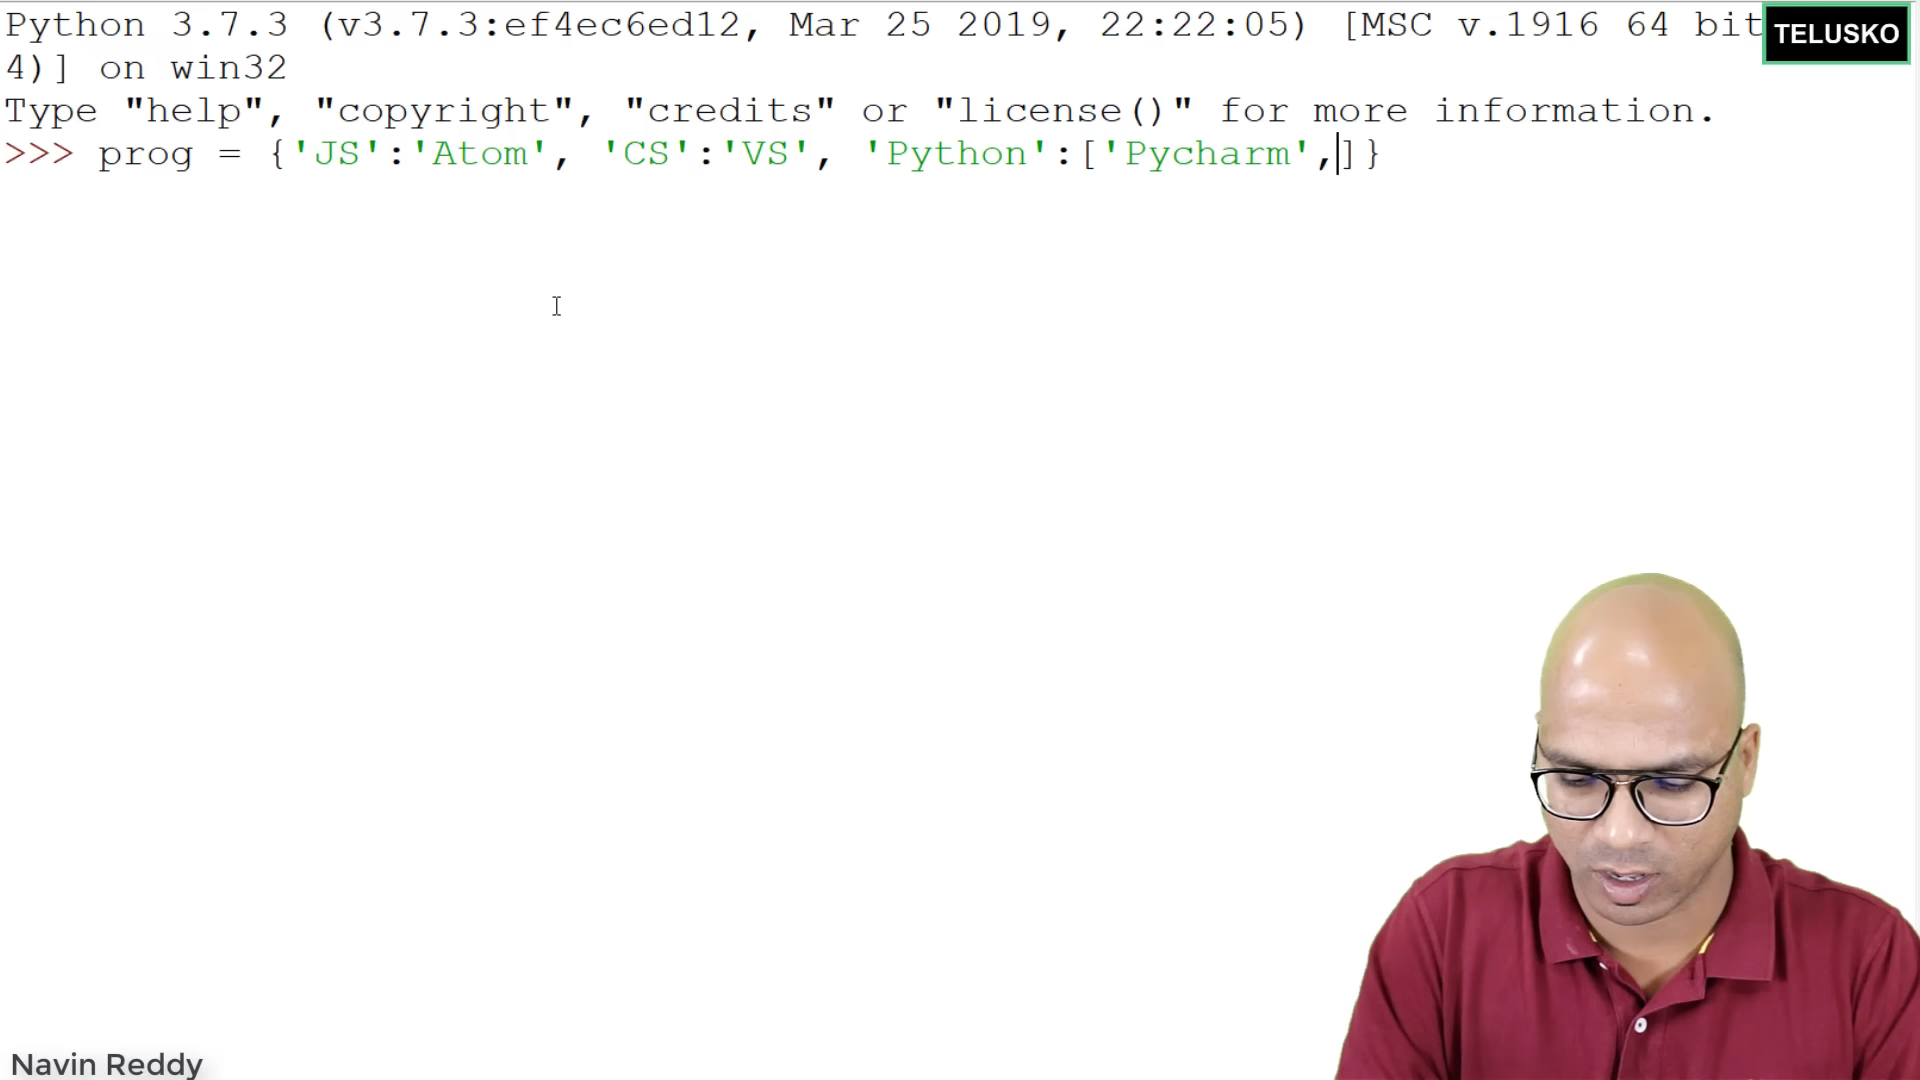 Python 3.7.3 (v3.7.3:ef4ec6ed12, Mar 25 2019, 22:22:05) [MSC v.1916 64 bit
TELUSKO
4)] on win32
Type "help", "copyright", "credits" or "license()" for more information.
>>> prog = {'JS':'Atom', 'CS':'VS', 'Python':['Pycharm',]}
Navin Reddy